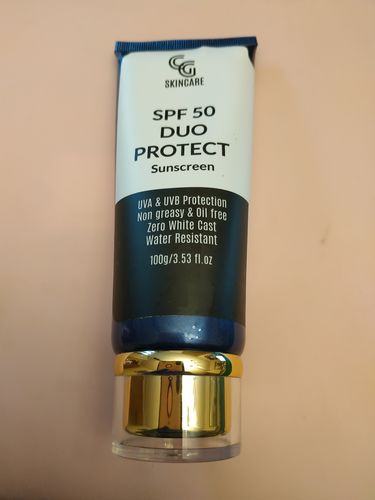 CG
SKINCARE
SPF 50
DUO
PROTECT
Sunscreen
UVA & UVB Protection
Non greasy & Oil free
Zero White Cast
Water Resistant
100g/3.53 fl.oz